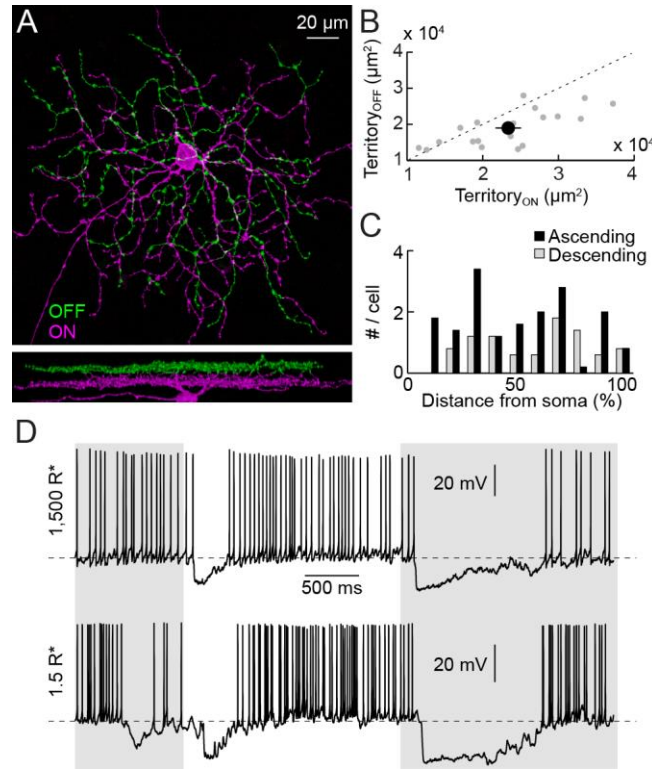 A
20 µm
OFF
ON
B
x 10⁴
4
3
2
1
Territory_OFF (µm²)
1
2
3
4
x 10⁴
Territory_ON (µm²)
C
Ascending
Descending
4
2
0
# / cell
0
50
100
Distance from soma (%)
D
1,500 R*
20 mV
500 ms
1.5 R*
20 mV